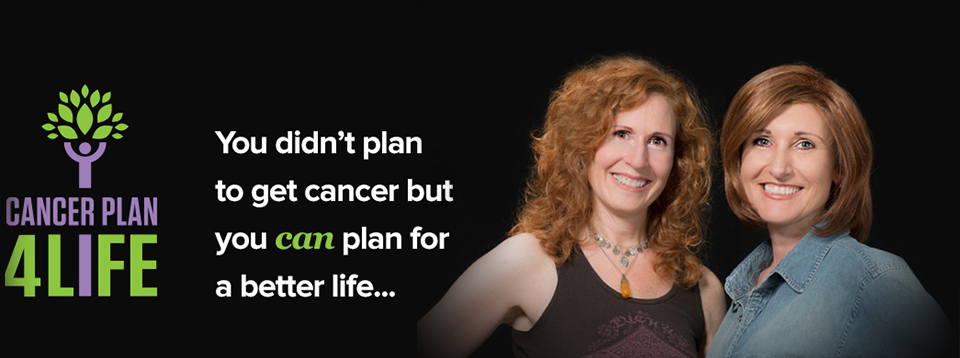 CANCER PLAN
4LIFE
You didn't plan
to get cancer but
you can plan for
a better life...